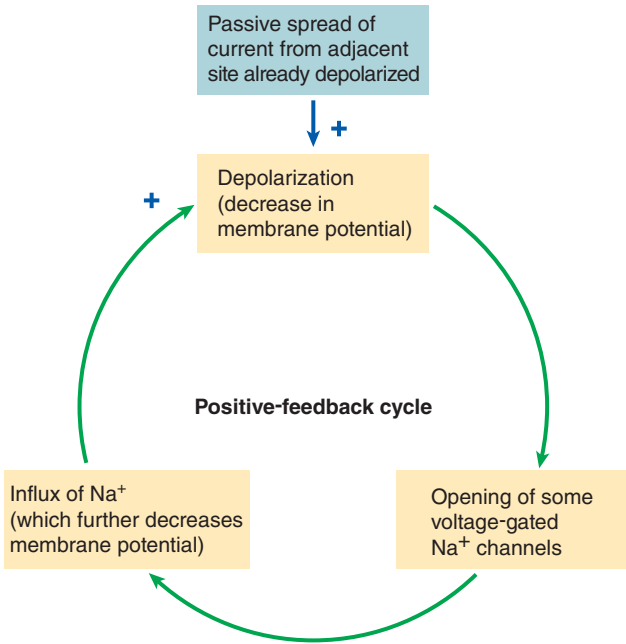 Passive spread of
current from adjacent
site already depolarized
+
Depolarization
(decrease in
membrane potential)
+
Positive-feedback cycle
Influx of Na⁺
(which further decreases
membrane potential)
Opening of some
voltage-gated
Na⁺ channels